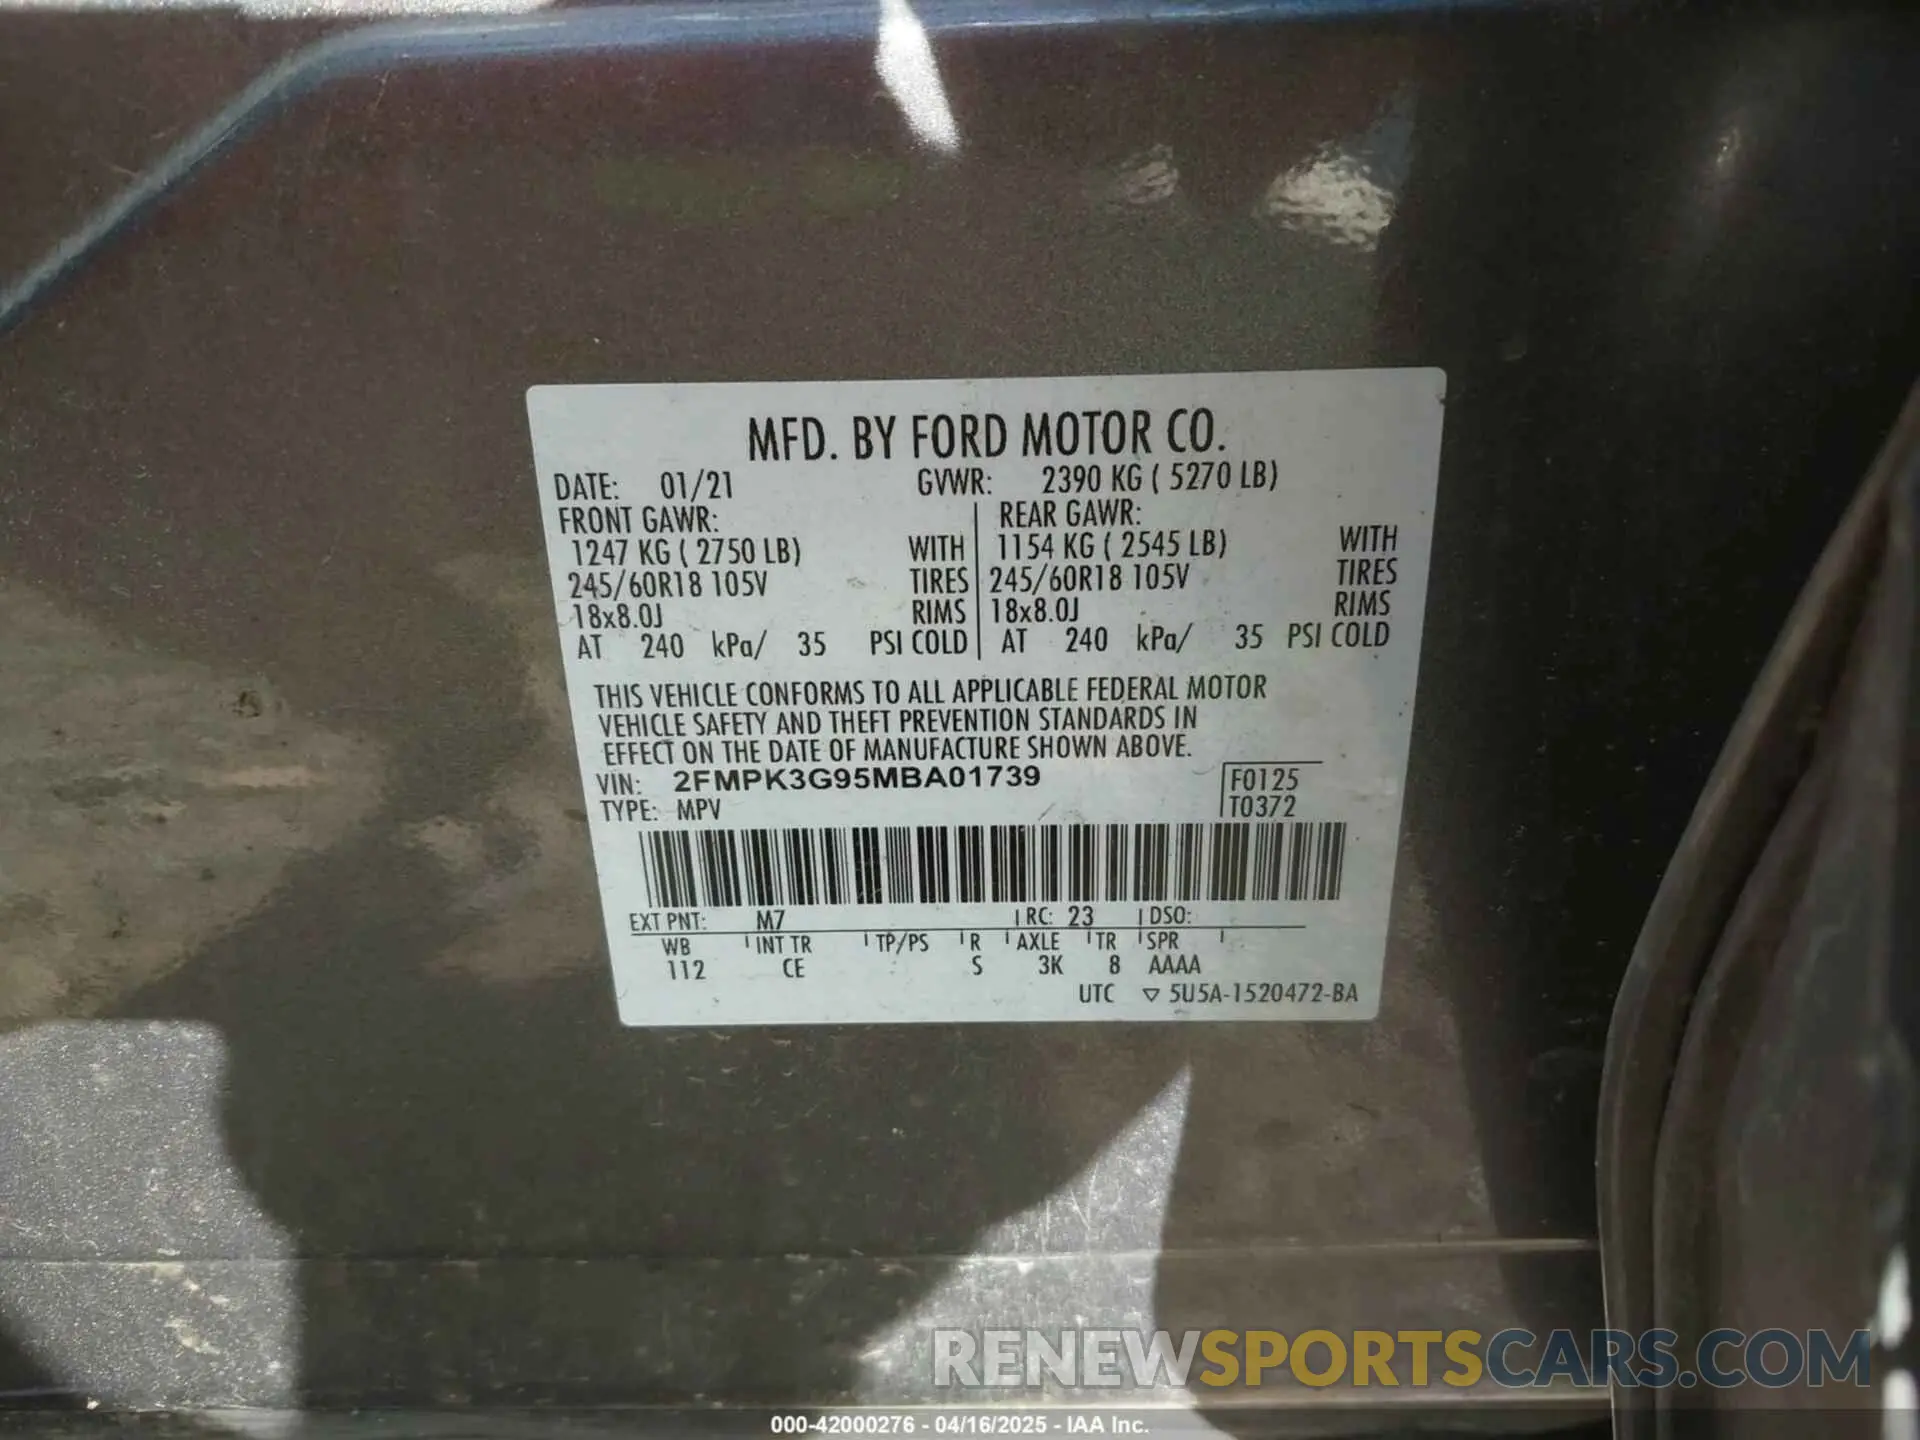 MFD. BY FORD MOTOR CO.
DATE: 01/21 GVWR: 2390 KG ( 5270 LB)
FRONT GAWR: REAR GAWR:
1247 KG ( 2750 LB) WITH 1154 KG ( 2545 LB) WITH
245/60R18 105V TIRES 245/60R18 105V TIRES
18x8.0J RIMS 18x8.0J RIMS
AT 240 kPa/ 35 PSI COLD AT 240 kPa/ 35 PSI COLD
THIS VEHICLE CONFORMS TO ALL APPLICABLE FEDERAL MOTOR
VEHICLE SAFETY AND THEFT PREVENTION STANDARDS IN
EFFECT ON THE DATE OF MANUFACTURE SHOWN ABOVE.
VIN: 2FMPK3G95MBA01739 F0125
TYPE: MPV T0372
EXT PNT: M7 RC: 23 DSO:
WB INT TR TP/PS R AXLE TR SPR
112 CE S 3K 8 AAAA
UTC ▽ 5U5A-1520472-BA
RENEWSPORTSCARS.COM
000-42000276 - 04/16/2025 - IAA Inc.